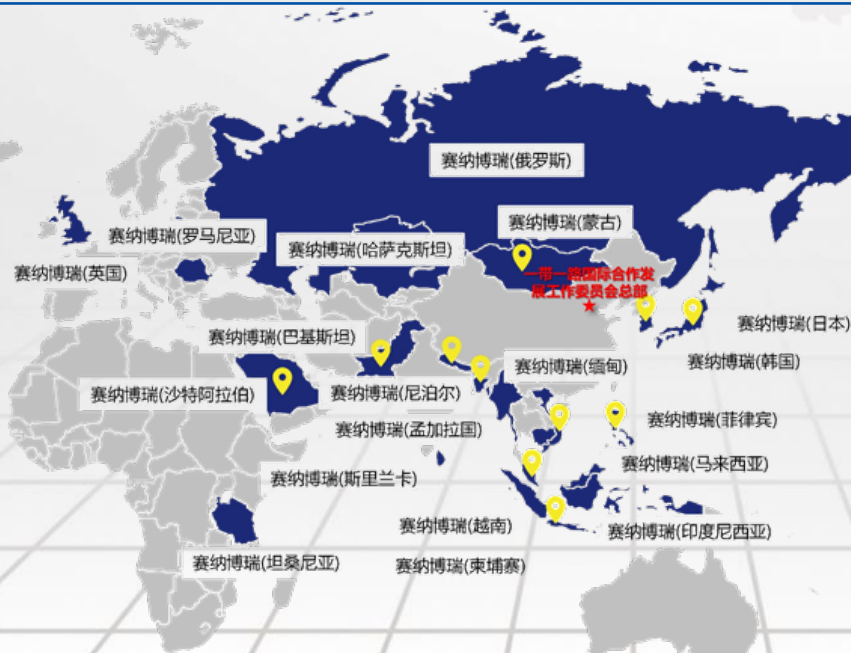 赛纳博瑞(俄罗斯)
赛纳博瑞(蒙古)
赛纳博瑞(罗马尼亚)
赛纳博瑞(哈萨克斯坦)
赛纳博瑞(英国)
一带一路国际合作发
展工作委员会总部
赛纳博瑞(日本)
赛纳博瑞(巴基斯坦)
赛纳博瑞(韩国)
赛纳博瑞(缅甸)
赛纳博瑞(沙特阿拉伯)
赛纳博瑞(尼泊尔)
赛纳博瑞(菲律宾)
赛纳博瑞(孟加拉国)
赛纳博瑞(马来西亚)
赛纳博瑞(斯里兰卡)
赛纳博瑞(越南)
赛纳博瑞(印度尼西亚)
赛纳博瑞(坦桑尼亚)
赛纳博瑞(柬埔寨)